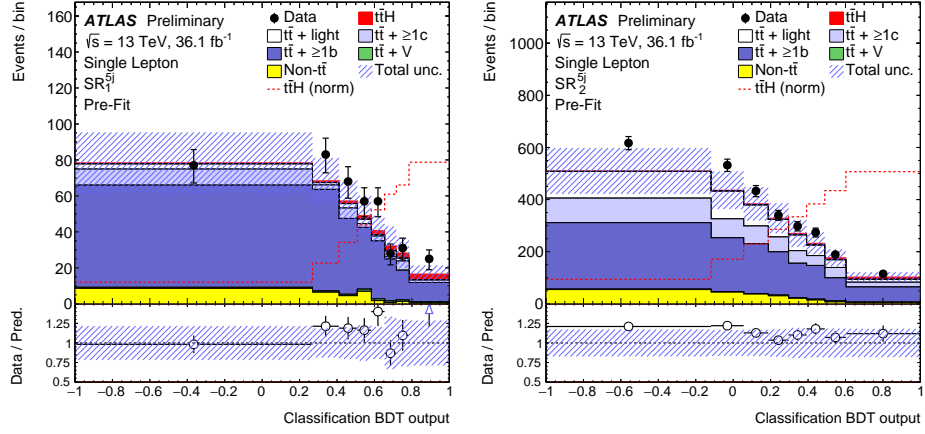 Events / bin
160
140
120
100
80
60
40
20
0
ATLAS Preliminary
√s = 13 TeV, 36.1 fb⁻¹
Single Lepton
SR₁⁵ʲ
Pre-Fit
Data
tt̄H
tt̄ + light
tt̄ + ≥1c
tt̄ + ≥1b
tt̄ + V
Non-tt̄
Total unc.
tt̄H (norm)
Data / Pred.
1.25
1
0.75
0.5
−1 −0.8 −0.6 −0.4 −0.2 0 0.2 0.4 0.6 0.8 1
Classification BDT output
Events / bin
1000
800
600
400
200
0
ATLAS Preliminary
√s = 13 TeV, 36.1 fb⁻¹
Single Lepton
SR₂⁵ʲ
Pre-Fit
Data
tt̄H
tt̄ + light
tt̄ + ≥1c
tt̄ + ≥1b
tt̄ + V
Non-tt̄
Total unc.
tt̄H (norm)
Data / Pred.
1.25
1
0.75
0.5
−1 −0.8 −0.6 −0.4 −0.2 0 0.2 0.4 0.6 0.8 1
Classification BDT output